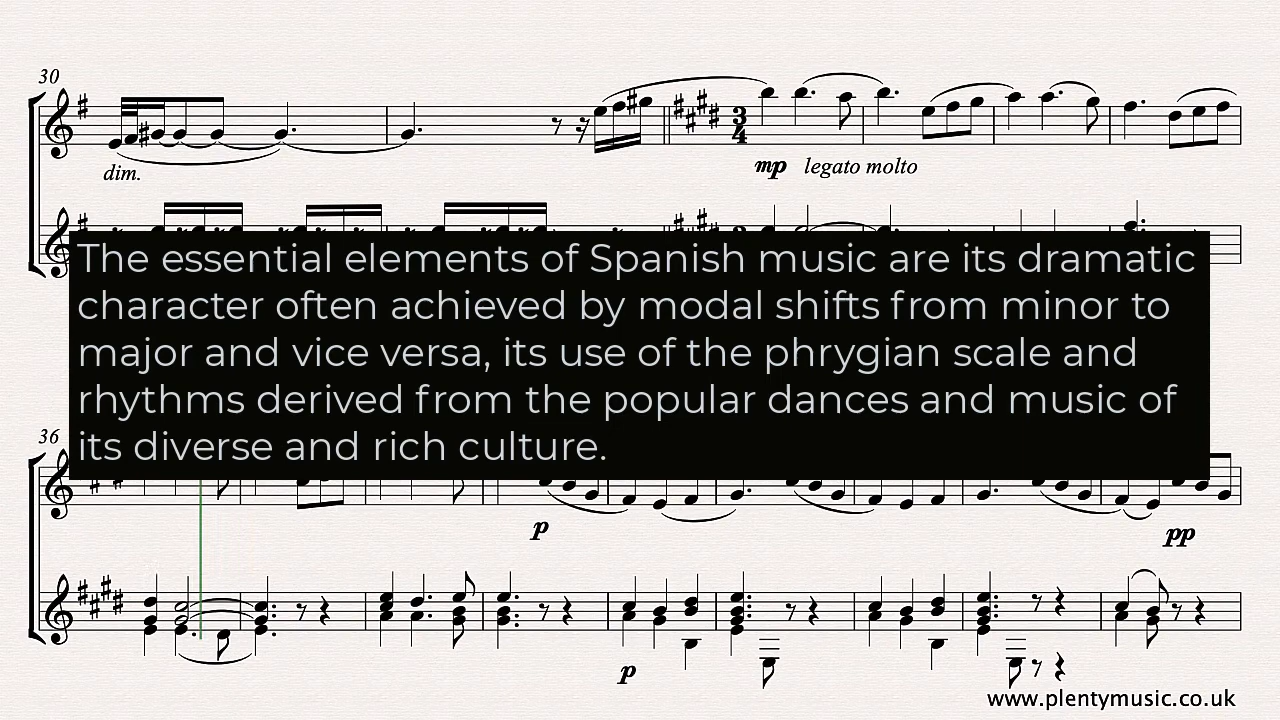 30
dim.
3
4
mp legato molto
The essential elements of Spanish music are its dramatic
character often achieved by modal shifts from minor to
major and vice versa, its use of the phrygian scale and
rhythms derived from the popular dances and music of
its diverse and rich culture.
36
p
pp
p
www.plentymusic.co.uk